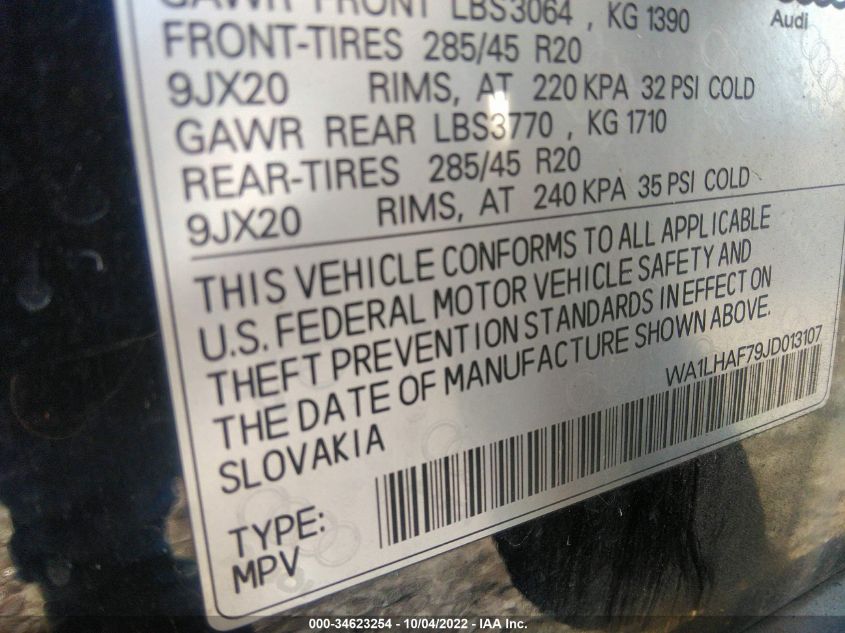 GAWR FRONT LBS3064 , KG 1390
Audi
FRONT-TIRES 285/45 R20
9JX20 RIMS, AT 220 KPA 32 PSI COLD
GAWR REAR LBS3770 , KG 1710
REAR-TIRES 285/45 R20
9JX20 RIMS, AT 240 KPA 35 PSI COLD
THIS VEHICLE CONFORMS TO ALL APPLICABLE
U.S. FEDERAL MOTOR VEHICLE SAFETY AND
THEFT PREVENTION STANDARDS IN EFFECT ON
THE DATE OF MANUFACTURE SHOWN ABOVE.
SLOVAKIA
WA1LHAF79JD013107
TYPE:
MPV
000-34623254 - 10/04/2022 - IAA Inc.